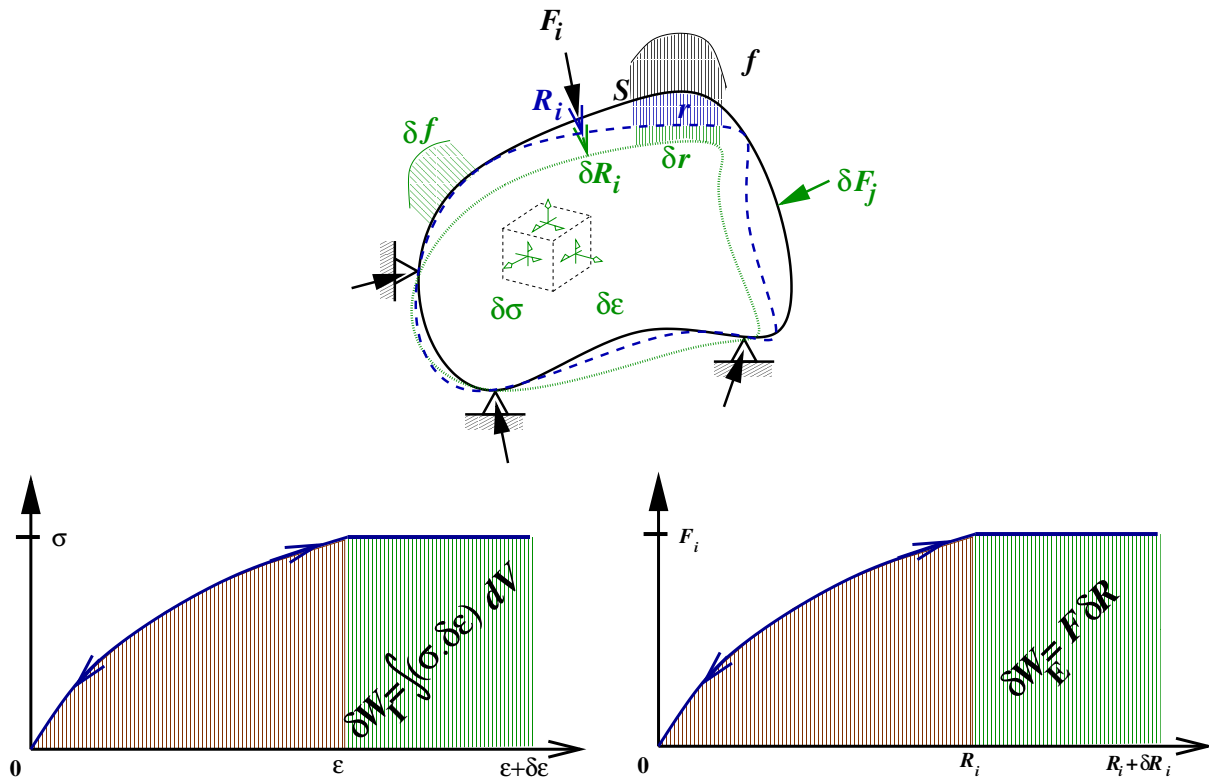 F_i
f
S
R_i
r
δf
δR_i
δr
δF_j
δσ
δε
σ
δW_I=∫(σ.δε) dV
0
ε
ε+δε
F_i
δW_E=F δR
0
R_i
R_i+δR_i